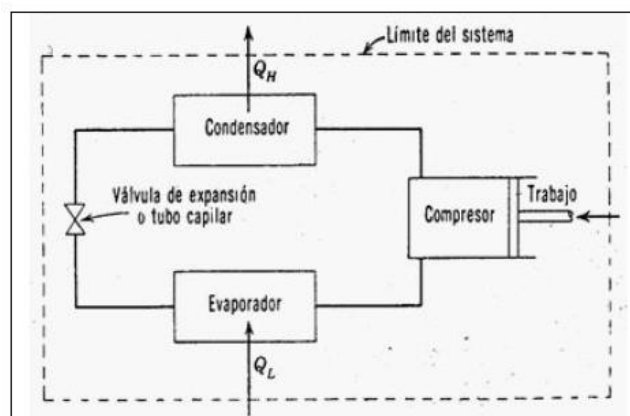 Límite del sistema
Q_H
Condensador
Válvula de expansión
o tubo capilar
Trabajo
Compresor
Evaporador
Q_L